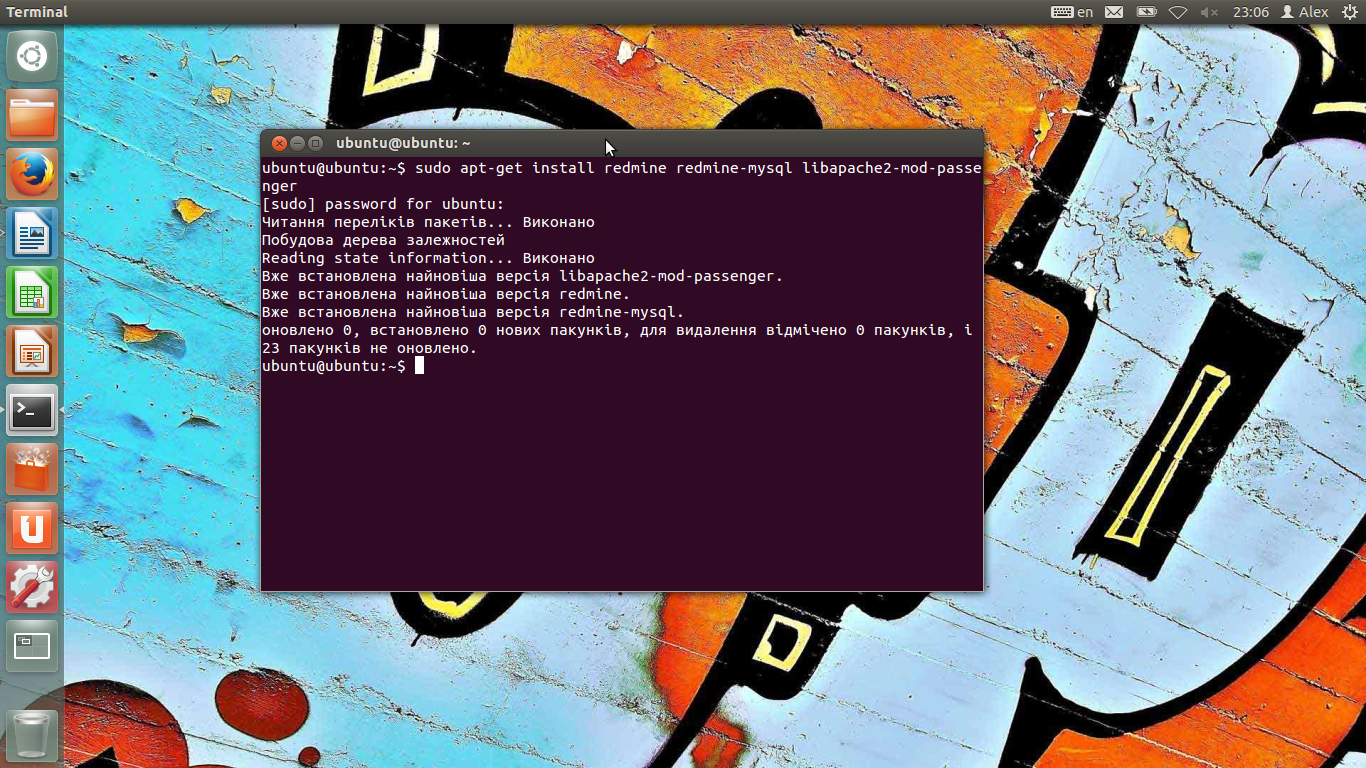 Terminal
en
23:06
Alex
ubuntu@ubuntu: ~
ubuntu@ubuntu:~$ sudo apt-get install redmine redmine-mysql libapache2-mod-passe
nger
[sudo] password for ubuntu:
Читання переліків пакетів... Виконано
Побудова дерева залежностей
Reading state information... Виконано
Вже встановлена найновіша версія libapache2-mod-passenger.
Вже встановлена найновіша версія redmine.
Вже встановлена найновіша версія redmine-mysql.
оновлено 0, встановлено 0 нових пакунків, для видалення відмічено 0 пакунків, і
23 пакунків не оновлено.
ubuntu@ubuntu:~$